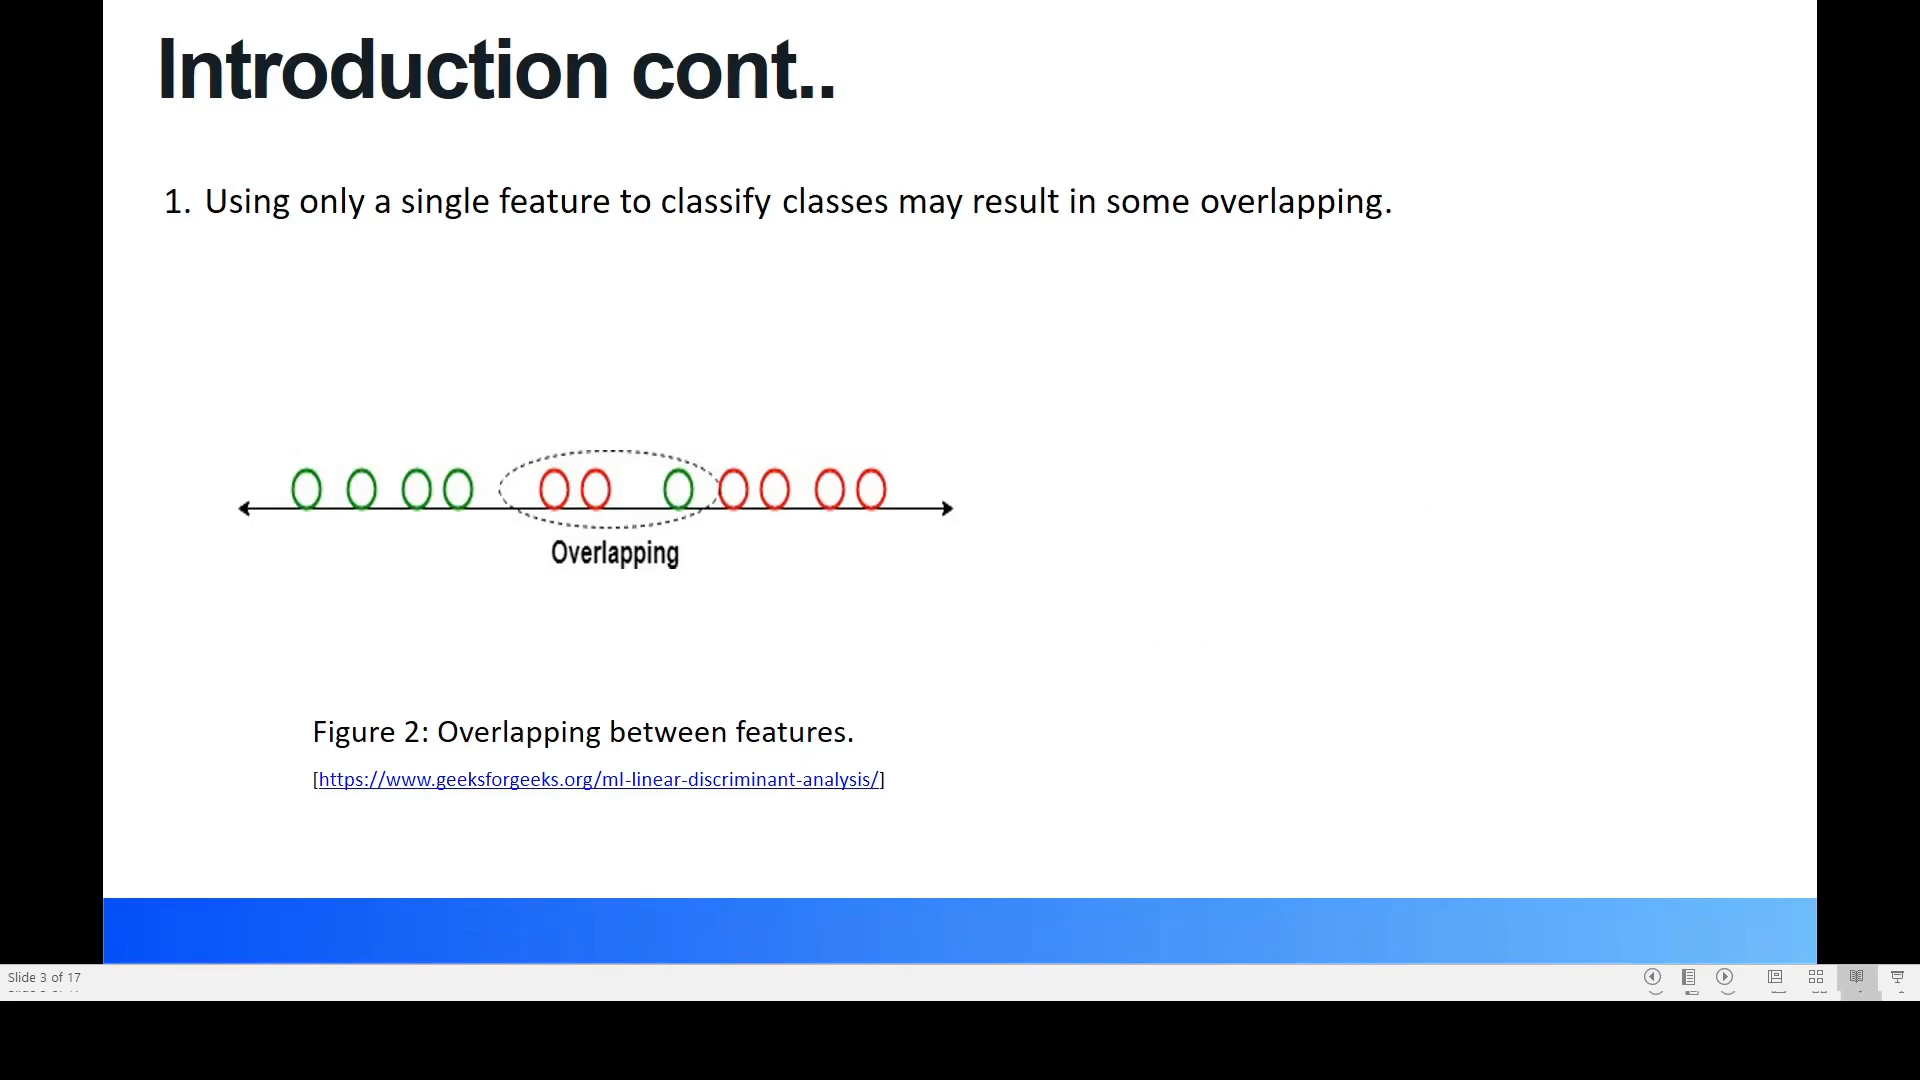 Introduction cont..
1. Using only a single feature to classify classes may result in some overlapping.
Overlapping
Figure 2: Overlapping between features.
[https://www.geeksforgeeks.org/ml-linear-discriminant-analysis/]
Slide 3 of 17